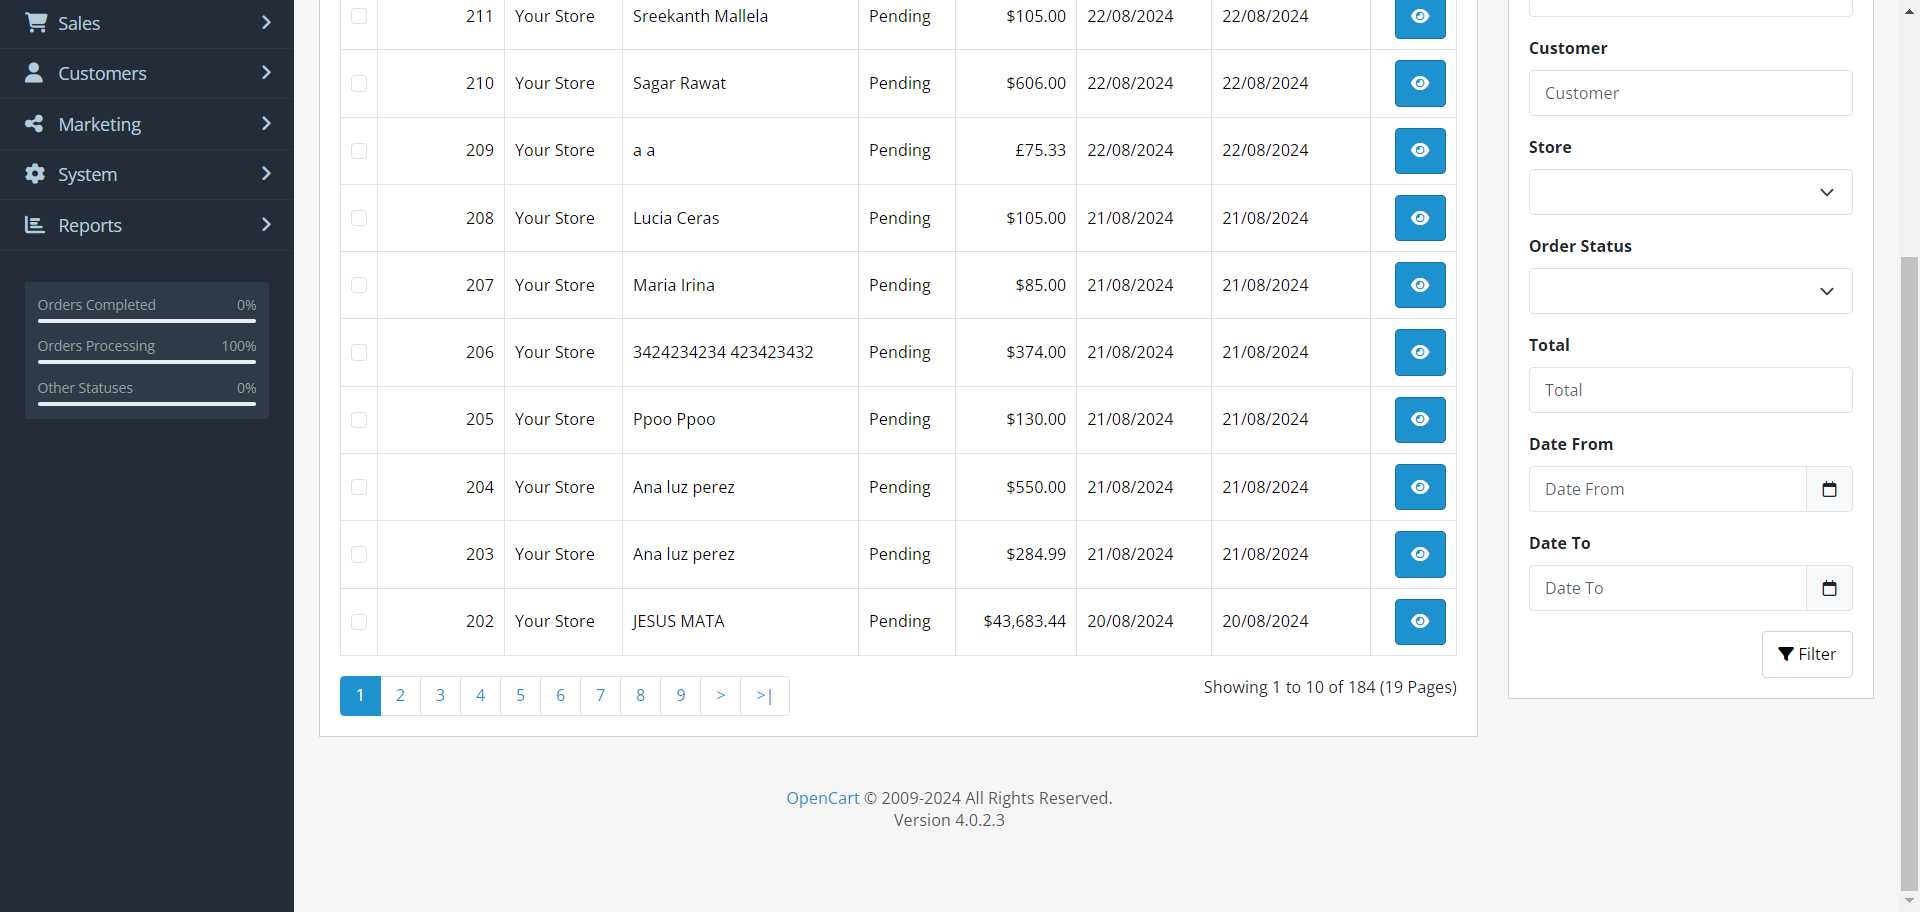 Sales
Customers
Marketing
System
Reports
Orders Completed 0%
Orders Processing 100%
Other Statuses 0%
211 Your Store Sreekanth Mallela Pending $105.00 22/08/2024 22/08/2024
210 Your Store Sagar Rawat Pending $606.00 22/08/2024 22/08/2024
209 Your Store a a Pending £75.33 22/08/2024 22/08/2024
208 Your Store Lucia Ceras Pending $105.00 21/08/2024 21/08/2024
207 Your Store Maria Irina Pending $85.00 21/08/2024 21/08/2024
206 Your Store 3424234234 423423432 Pending $374.00 21/08/2024 21/08/2024
205 Your Store Ppoo Ppoo Pending $130.00 21/08/2024 21/08/2024
204 Your Store Ana luz perez Pending $550.00 21/08/2024 21/08/2024
203 Your Store Ana luz perez Pending $284.99 21/08/2024 21/08/2024
202 Your Store JESUS MATA Pending $43,683.44 20/08/2024 20/08/2024
1 2 3 4 5 6 7 8 9 > >|
Showing 1 to 10 of 184 (19 Pages)
Customer
Customer
Store
Order Status
Total
Total
Date From
Date From
Date To
Date To
Filter
OpenCart © 2009-2024 All Rights Reserved.
Version 4.0.2.3